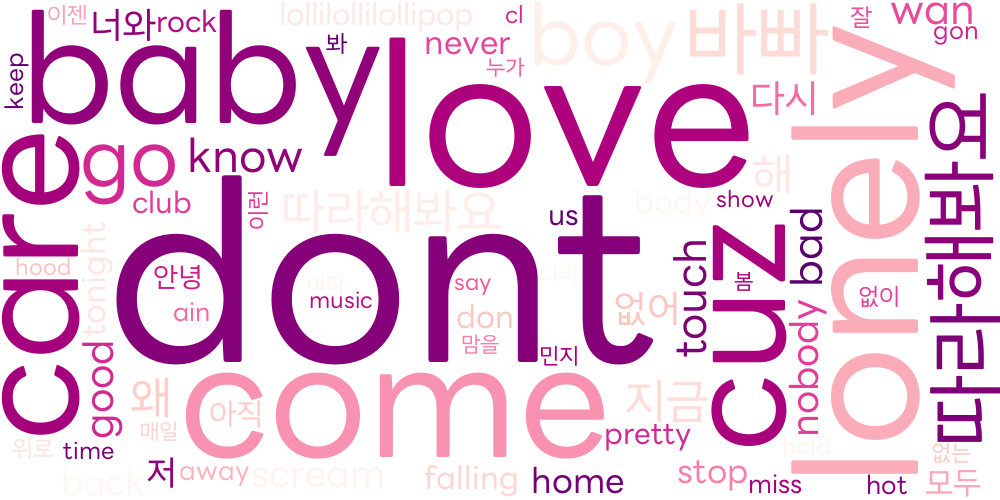 이젠
너와
rock
봐
lollilollilollipop
cl
never
누가
boy
바빠
잘
wan
gon
keep
baby
love
다시
lonely
care
go
know
club
이런
따라해봐요
us
body
해
show
따라해봐요
hood
tonight
dont
안녕
ain
아파
music
say
don
맘을
디라
민지
없어
touch
cuz
bad
봄
없이
nobody
good
come
왜
아직
매일
지금
pretty
위로
time
back
저
away
scream
falling
home
stop
miss
hold
hot
없는
모두